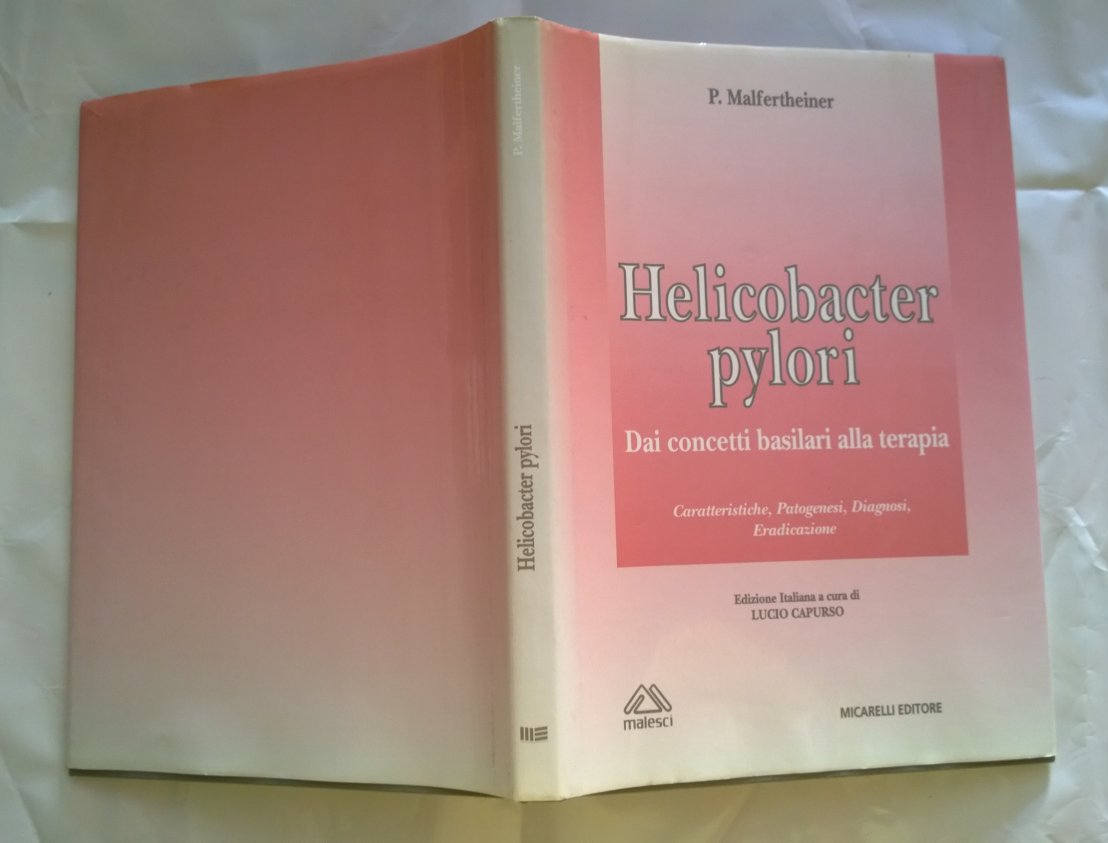 P. Malfertheiner
Helicobacter pylori
P. Malfertheiner
Helicobacter
pylori
Dai concetti basilari alla terapia
Caratteristiche, Patogenesi, Diagnosi,
Eradicazione
Edizione Italiana a cura di
LUCIO CAPURSO
malesci
MICARELLI EDITORE